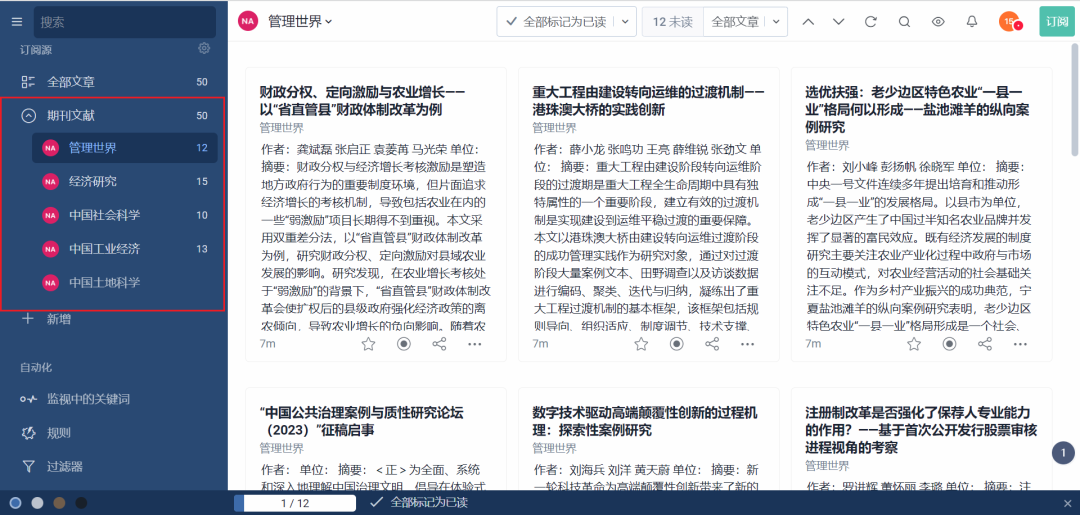 搜索
订阅源
全部文章 50
期刊文献 50
NA 管理世界 12
NA 经济研究 15
NA 中国社会科学 10
NA 中国工业经济 13
NA 中国土地科学
新增
自动化
监视中的关键词
规则
过滤器
NA 管理世界
全部标记为已读
12 未读
全部文章
15
订阅
财政分权、定向激励与农业增长——
以“省直管县”财政体制改革为例
管理世界
作者：龚斌磊 张启正 袁菱苒 马光荣 单位：
摘要：财政分权与经济增长考核激励是塑造
地方政府行为的重要制度环境，但片面追求
经济增长的考核机制，导致包括农业在内的
一些“弱激励”项目长期得不到重视。本文采
用双重差分法，以“省直管县”财政体制改革
为例，研究财政分权、定向激励对县域农业
发展的影响。研究发现，在农业增长考核处
于“弱激励”的背景下，“省直管县”财政体制改
革会使扩权后的县级政府强化经济政策的离
农倾向，导致农业增长的负向影响。随着农
7m
重大工程由建设转向运维的过渡机制——
港珠澳大桥的实践创新
管理世界
作者：薛小龙 张鸣功 王亮 薛维锐 张劲文 单
位： 摘要：重大工程由建设阶段转向运维阶
段的过渡期是重大工程全生命周期中具有独
特属性的一个重要阶段，建立有效的过渡机
制是实现建设到运维平稳过渡的重要保障。
本文以港珠澳大桥由建设转向运维过渡阶段
的成功管理实践作为研究对象，通过对过渡
阶段大量案例文本、田野调查以及访谈数据
进行编码、聚类、迭代与归纳，凝练出了重
大工程过渡机制的基本框架，该框架包括规
则导向、组织适应、制度调节、技术支撑、
7m
选优扶强：老少边区特色农业“一县一
业”格局何以形成——盐池滩羊的纵向案
例研究
管理世界
作者：刘小峰 彭扬帆 徐晓军 单位： 摘要：
中央一号文件连续多年提出培育和推动形
成“一县一业”的发展格局。以县市为单位，
老少边区产生了中国过半知名农业品牌并发
挥了显著的富民效应。既有经济发展的制度
研究主要关注农业产业化过程中政府与市场
的互动模式，对农业经营活动的社会基础关
注不足。作为乡村产业振兴的成功典范，宁
夏盐池滩羊的纵向案例研究表明，老少边区
特色农业“一县一业”格局形成是一个社会、
7m
“中国公共治理案例与质性研究论坛
（2023）”征稿启事
管理世界
作者： 单位： 摘要：<正>为全面、系统
和深入地理解中国治理文明，倡导在体验式
数字技术驱动高端颠覆性创新的过程机
理：探索性案例研究
管理世界
作者：刘海兵 刘洋 黄天蔚 单位： 摘要：新
一轮科技革命为高端颠覆性创新带来了新的
注册制改革是否强化了保荐人专业能力
的作用？——基于首次公开发行股票审核
进程视角的考察
管理世界
作者：罗进辉 董怀丽 李璐 单位： 摘要：注
1
1 / 12
全部标记为已读